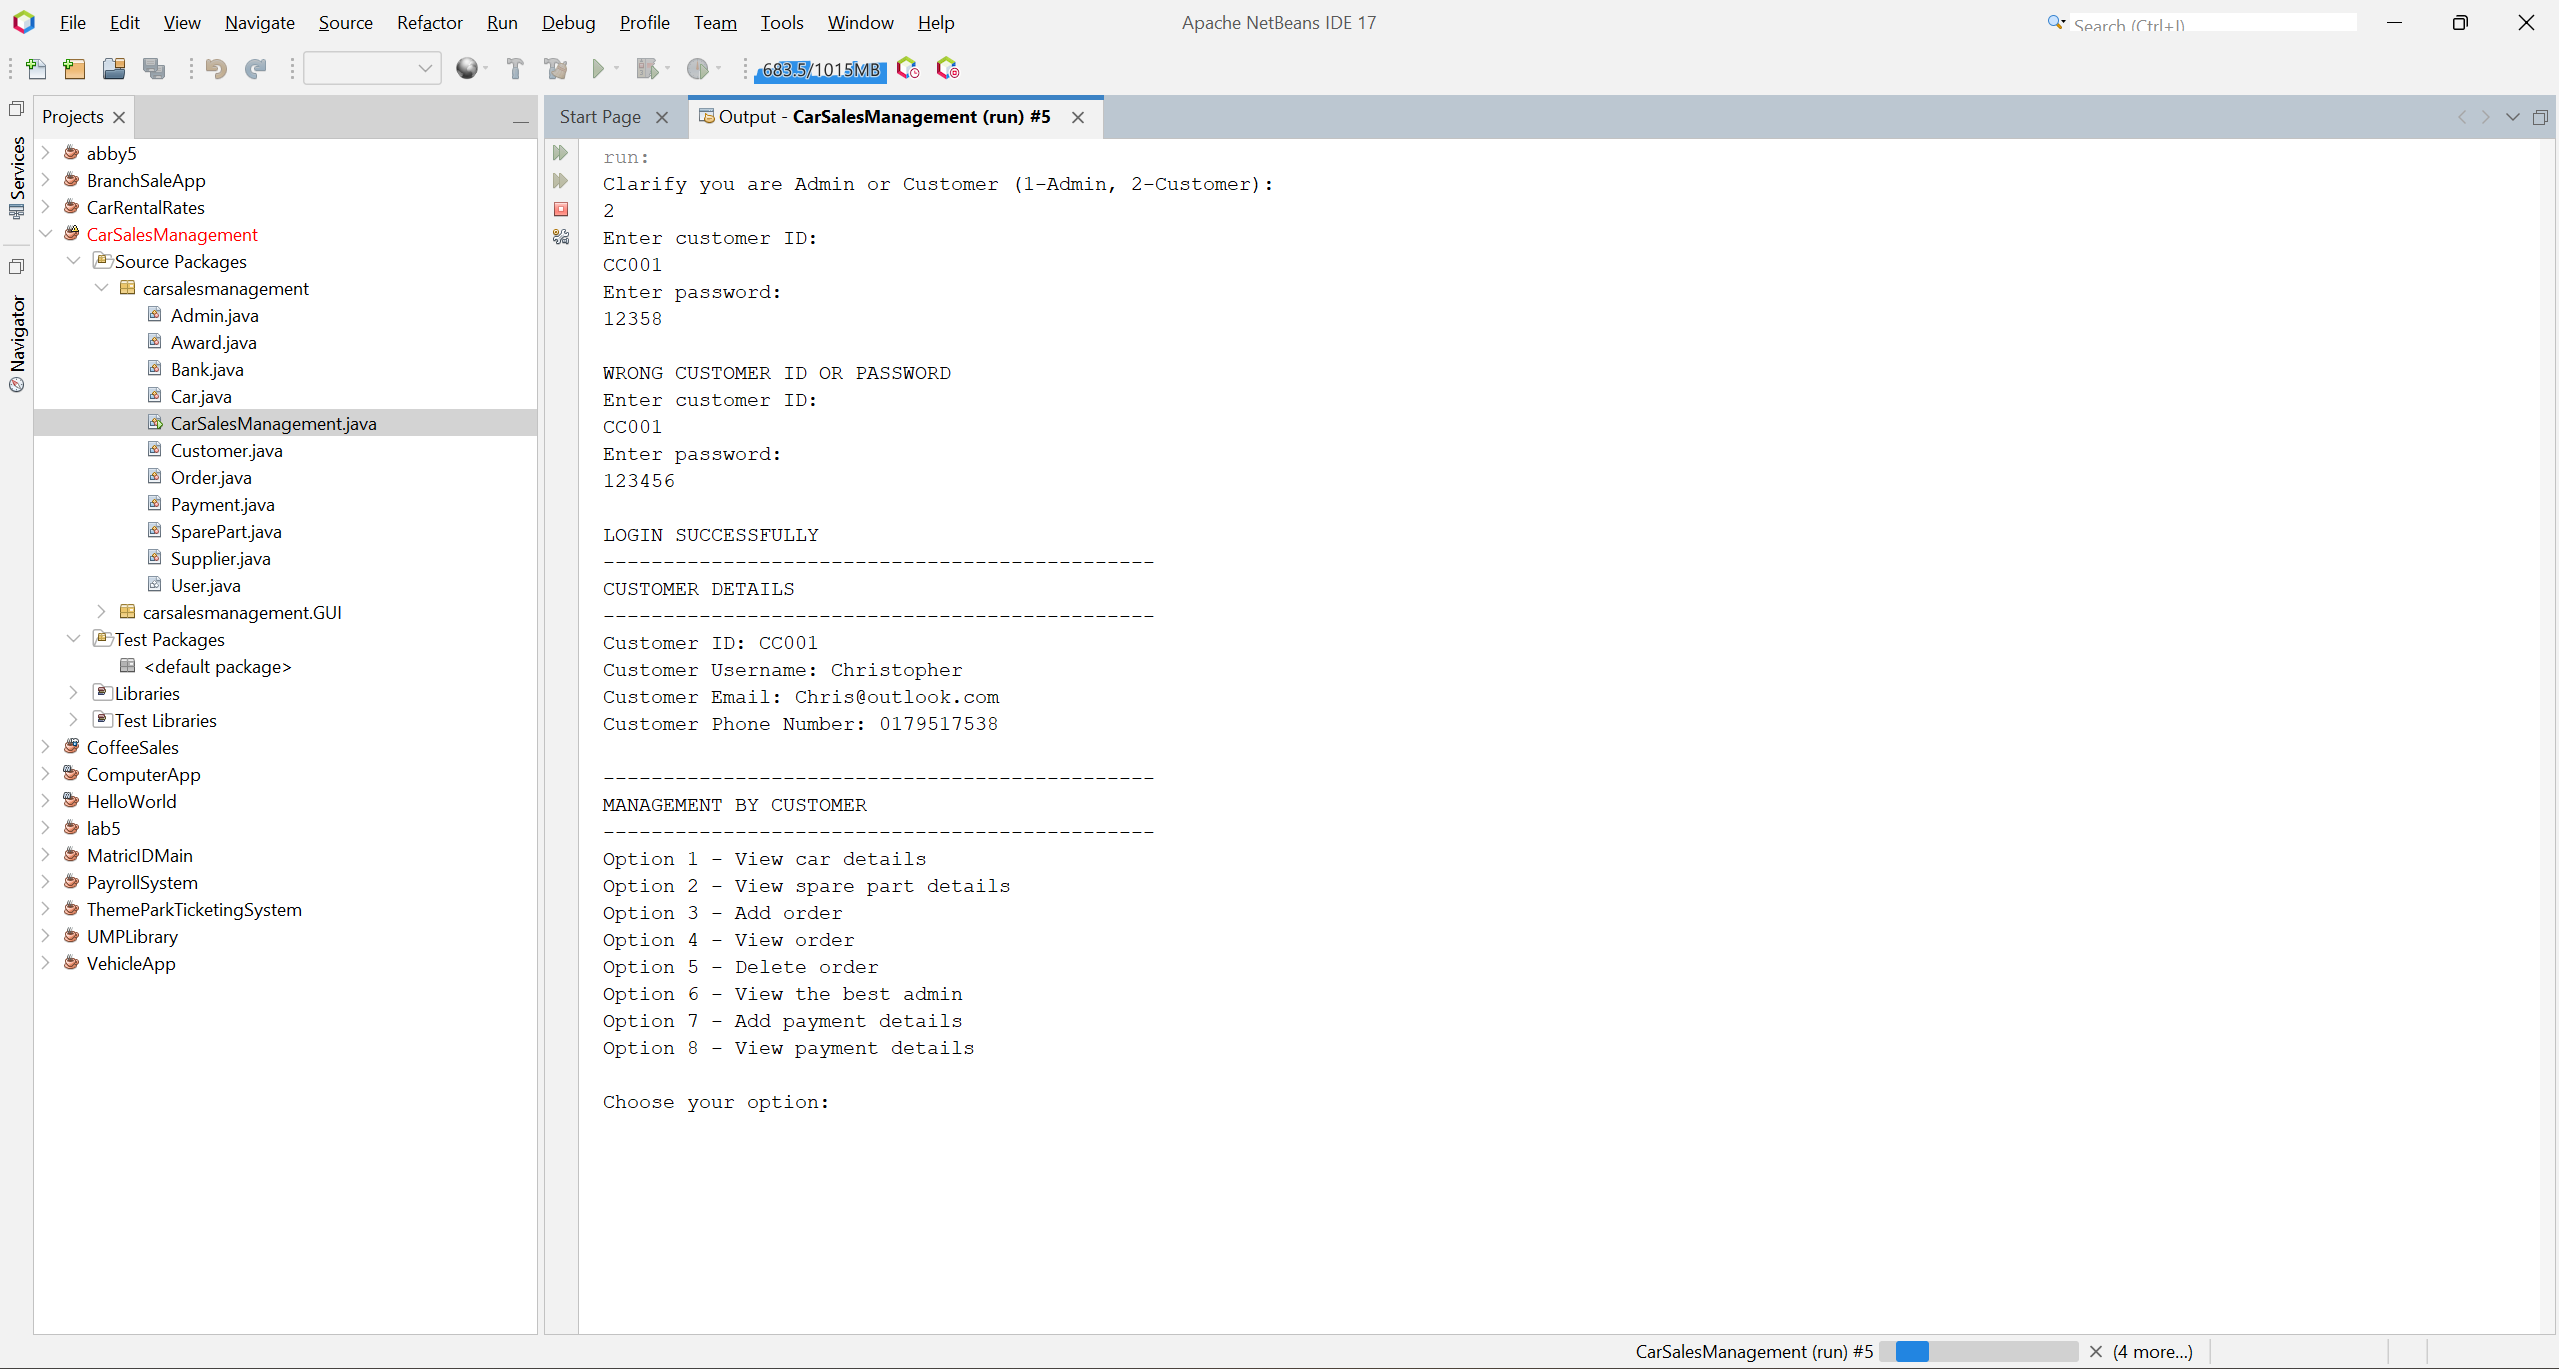 File Edit View Navigate Source Refactor Run Debug Profile Team Tools Window Help
Apache NetBeans IDE 17
Search (Ctrl+I)
683.5/1015MB
Services
Navigator
Projects
abby5
BranchSaleApp
CarRentalRates
CarSalesManagement
Source Packages
carsalesmanagement
Admin.java
Award.java
Bank.java
Car.java
CarSalesManagement.java
Customer.java
Order.java
Payment.java
SparePart.java
Supplier.java
User.java
carsalesmanagement.GUI
Test Packages
<default package>
Libraries
Test Libraries
CoffeeSales
ComputerApp
HelloWorld
lab5
MatricIDMain
PayrollSystem
ThemeParkTicketingSystem
UMPLibrary
VehicleApp
Start Page
Output - CarSalesManagement (run) #5
run:
Clarify you are Admin or Customer (1-Admin, 2-Customer):
2
Enter customer ID:
CC001
Enter password:
12358
WRONG CUSTOMER ID OR PASSWORD
Enter customer ID:
CC001
Enter password:
123456
LOGIN SUCCESSFULLY
----------------------------------------------
CUSTOMER DETAILS
----------------------------------------------
Customer ID: CC001
Customer Username: Christopher
Customer Email: Chris@outlook.com
Customer Phone Number: 0179517538
----------------------------------------------
MANAGEMENT BY CUSTOMER
----------------------------------------------
Option 1 - View car details
Option 2 - View spare part details
Option 3 - Add order
Option 4 - View order
Option 5 - Delete order
Option 6 - View the best admin
Option 7 - Add payment details
Option 8 - View payment details
Choose your option:
CarSalesManagement (run) #5
(4 more...)